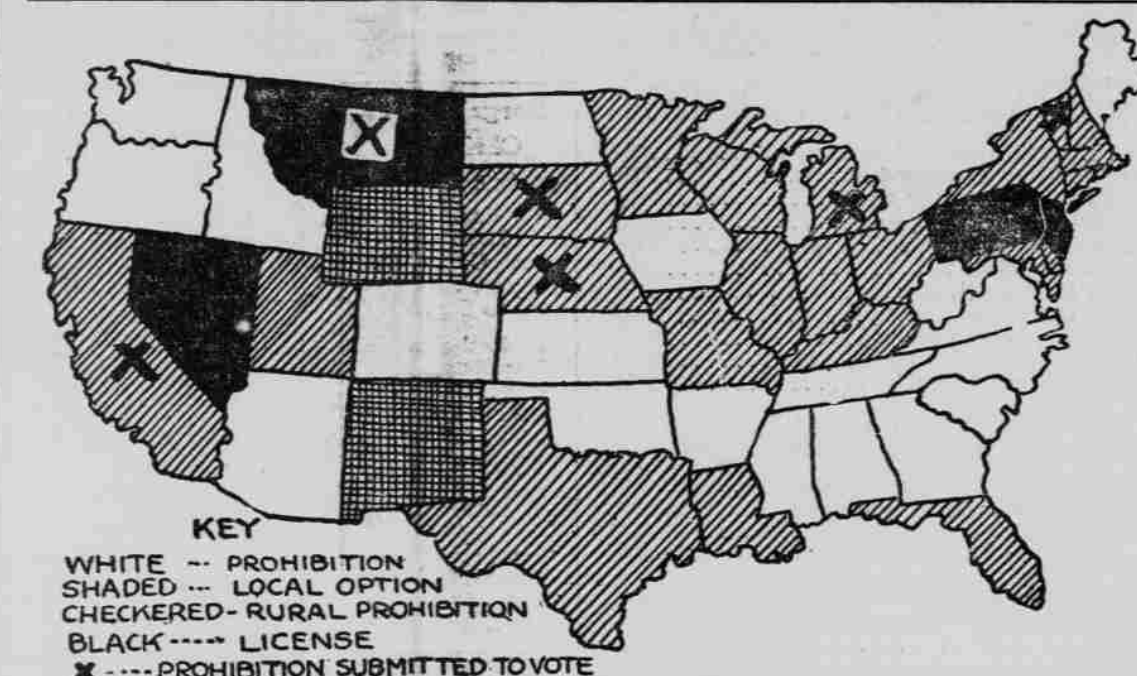 KEY
WHITE --- PROHIBITION
SHADED --- LOCAL OPTION
CHECKERED - RURAL PROHIBITION
BLACK ----- LICENSE
X ---- PROHIBITION SUBMITTED TO VOTE